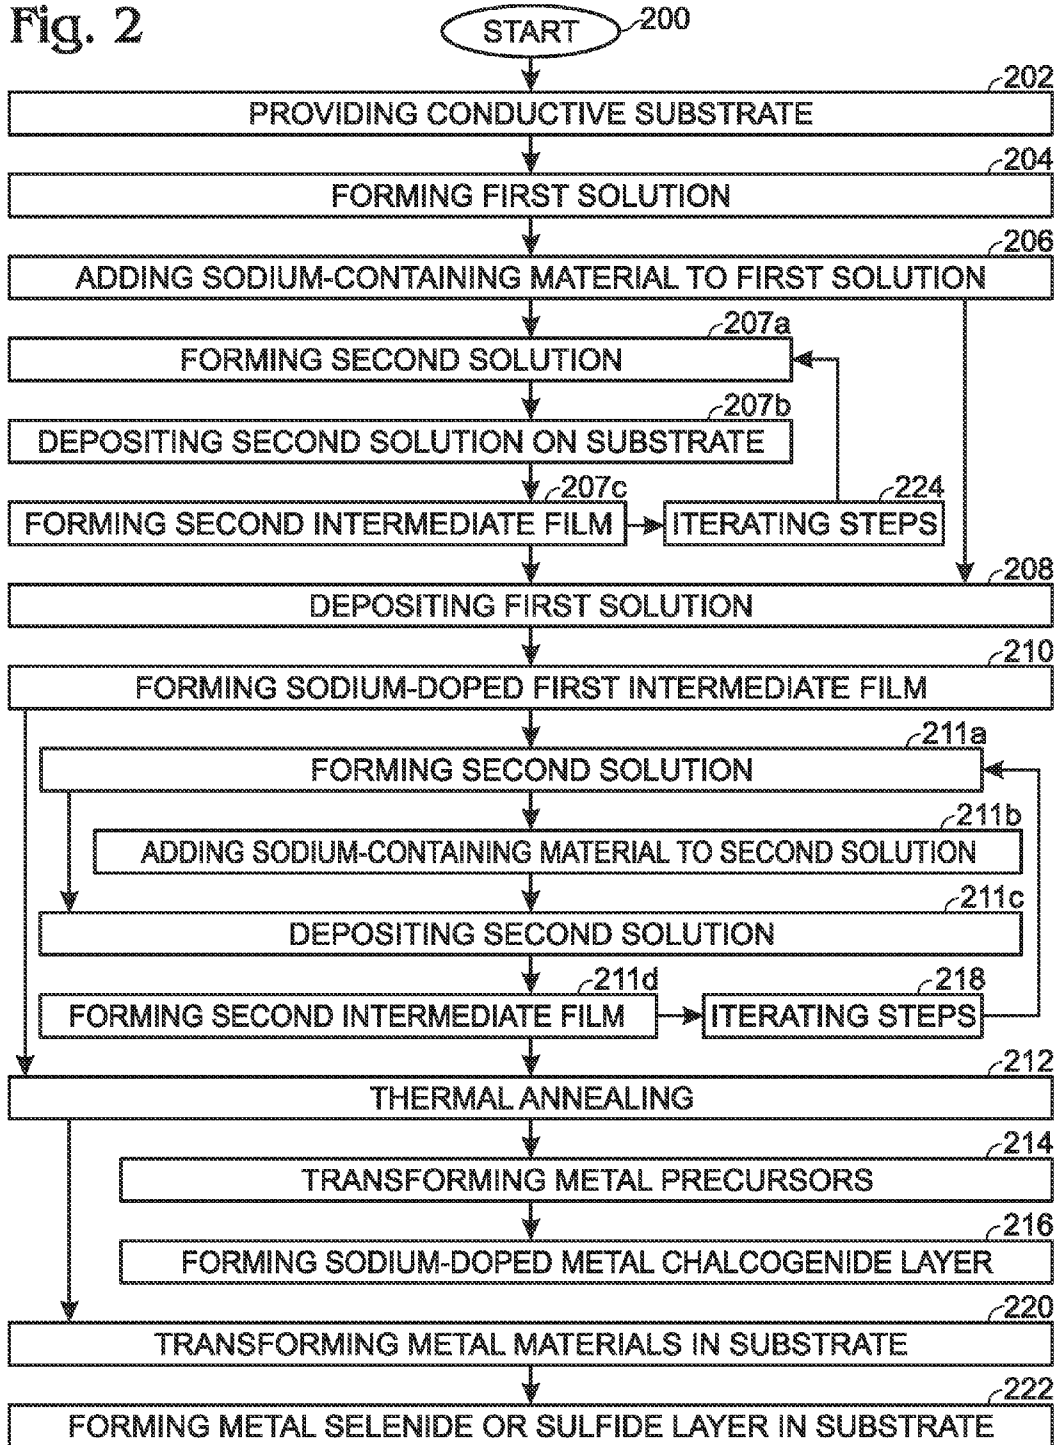 Fig. 2
START
200
202
PROVIDING CONDUCTIVE SUBSTRATE
204
FORMING FIRST SOLUTION
206
ADDING SODIUM-CONTAINING MATERIAL TO FIRST SOLUTION
207a
FORMING SECOND SOLUTION
207b
DEPOSITING SECOND SOLUTION ON SUBSTRATE
207c
FORMING SECOND INTERMEDIATE FILM
224
ITERATING STEPS
208
DEPOSITING FIRST SOLUTION
210
FORMING SODIUM-DOPED FIRST INTERMEDIATE FILM
211a
FORMING SECOND SOLUTION
211b
ADDING SODIUM-CONTAINING MATERIAL TO SECOND SOLUTION
211c
DEPOSITING SECOND SOLUTION
211d
FORMING SECOND INTERMEDIATE FILM
218
ITERATING STEPS
212
THERMAL ANNEALING
214
TRANSFORMING METAL PRECURSORS
216
FORMING SODIUM-DOPED METAL CHALCOGENIDE LAYER
220
TRANSFORMING METAL MATERIALS IN SUBSTRATE
222
FORMING METAL SELENIDE OR SULFIDE LAYER IN SUBSTRATE